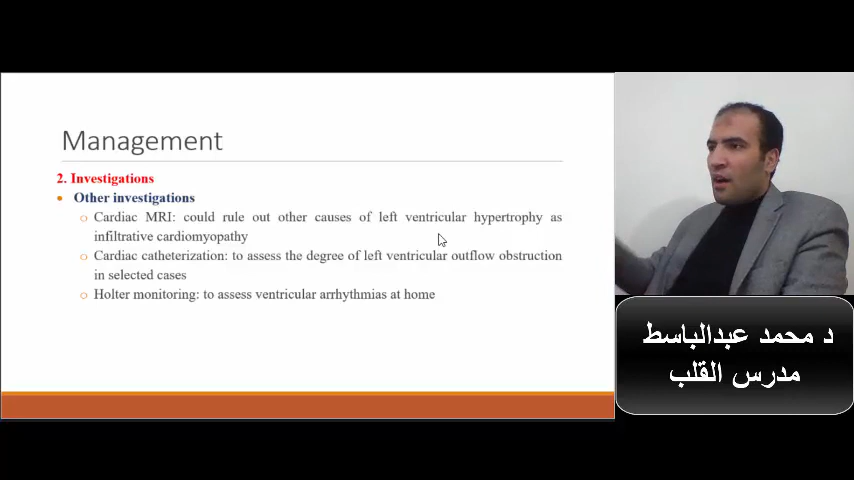 Management
2. Investigations
Other investigations
Cardiac MRI: could rule out other causes of left ventricular hypertrophy as
infiltrative cardiomyopathy
Cardiac catheterization: to assess the degree of left ventricular outflow obstruction
in selected cases
Holter monitoring: to assess ventricular arrhythmias at home
د محمد عبدالباسط
مدرس القلب